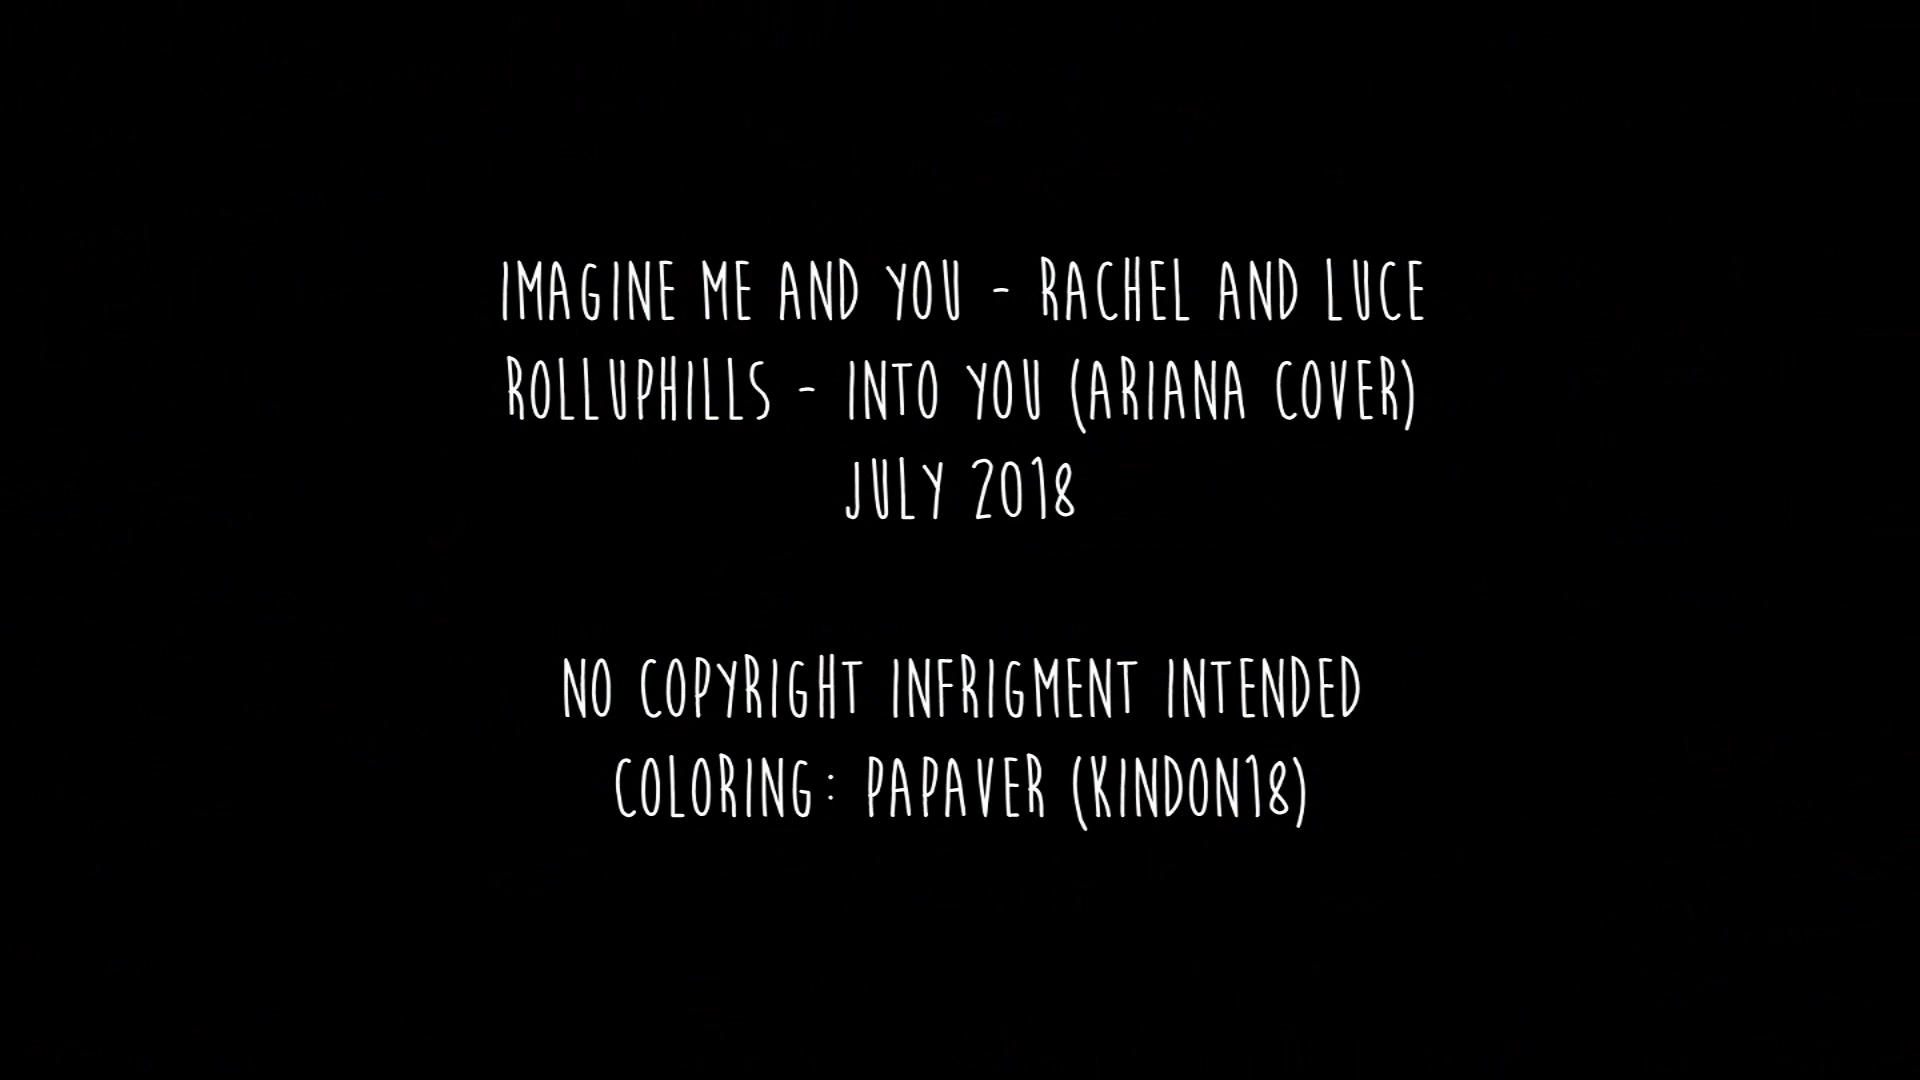 IMAGINE ME AND YOU - RACHEL AND LUCE
ROLLUPHILLS - INTO YOU (ARIANA COVER)
JULY 2018
NO COPYRIGHT INFRIGMENT INTENDED
COLORING: PAPAVER (KINDON18)